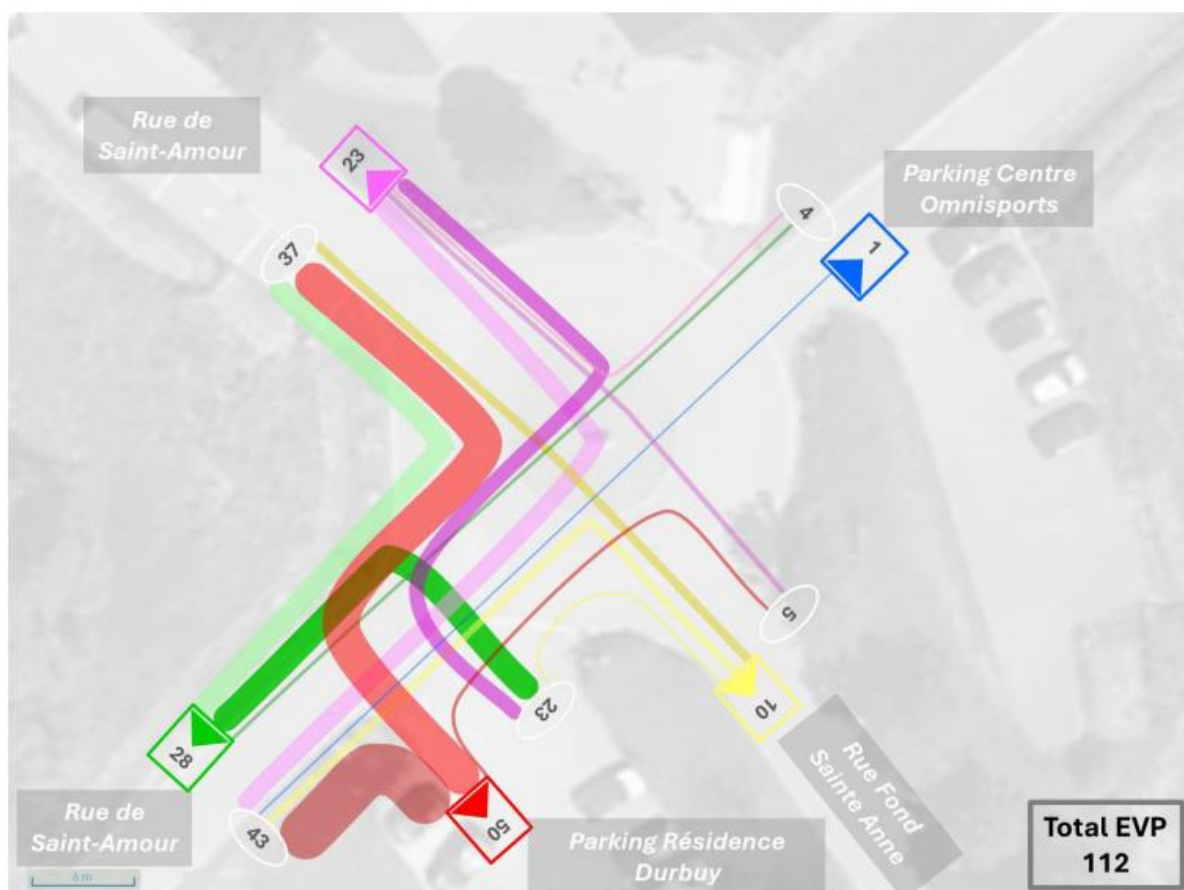 Rue de
Saint-Amour
23
4
Parking Centre
Omnisports
1
37
5
10
23
28
43
50
Rue de
Saint-Amour
Parking Résidence
Durbuy
Rue Fond
Sainte Anne
Total EVP
112
6 m